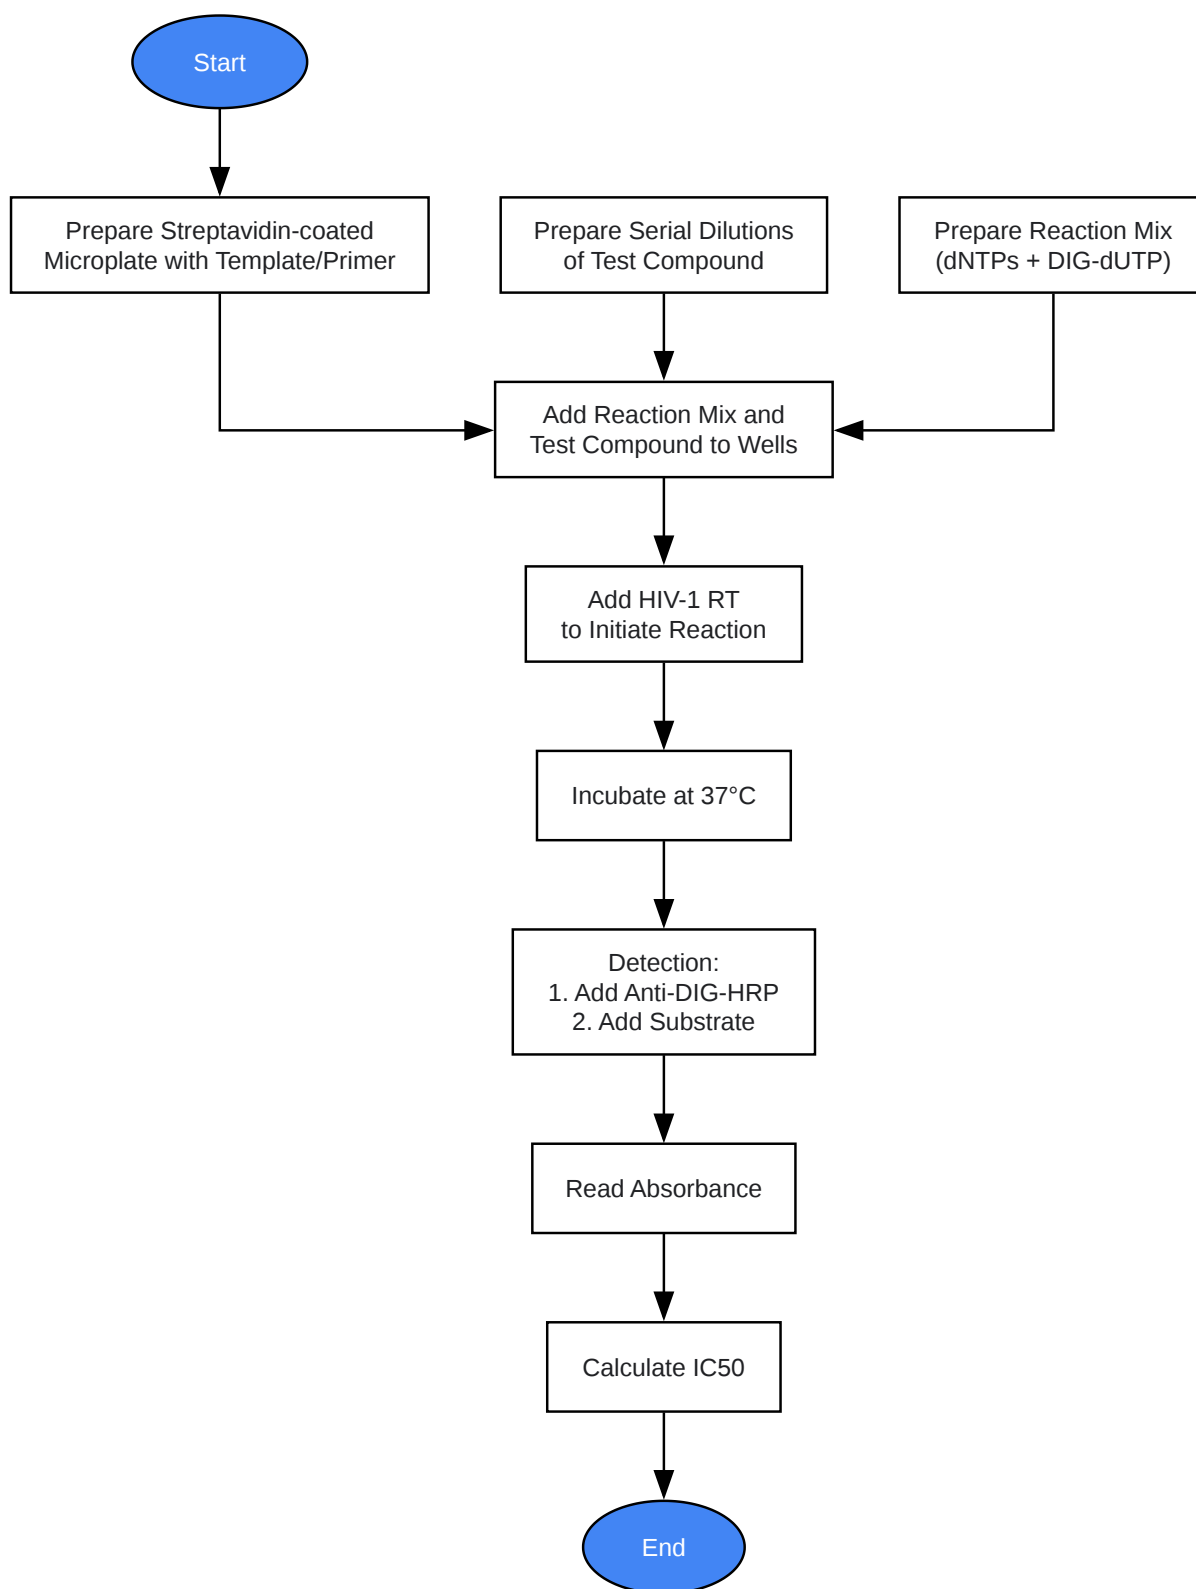 Start
Prepare Streptavidin-coated
Microplate with Template/Primer
Prepare Serial Dilutions
of Test Compound
Prepare Reaction Mix
(dNTPs + DIG-dUTP)
Add Reaction Mix and
Test Compound to Wells
Add HIV-1 RT
to Initiate Reaction
Incubate at 37°C
Detection:
1. Add Anti-DIG-HRP
2. Add Substrate
Read Absorbance
Calculate IC50
End